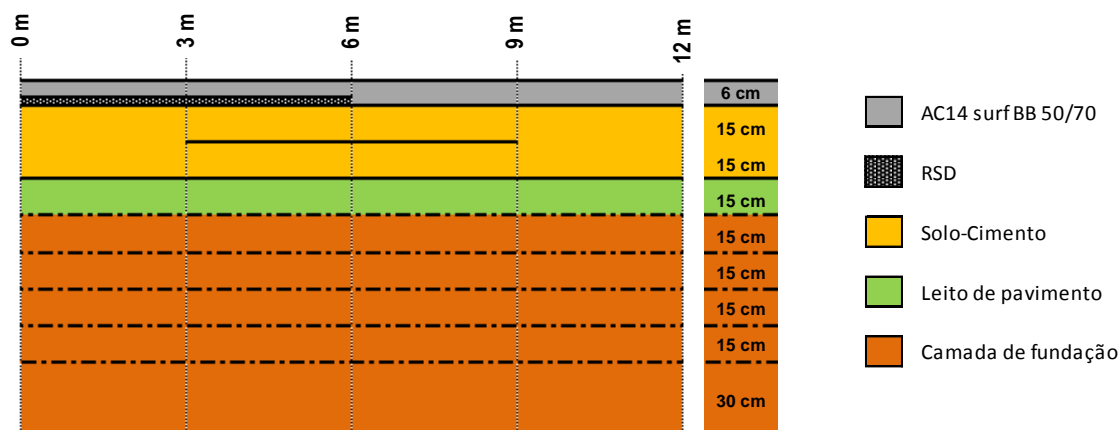 0 m
3 m
6 m
9 m
12 m
6 cm
15 cm
15 cm
15 cm
15 cm
15 cm
15 cm
15 cm
30 cm
AC14 surf BB 50/70
RSD
Solo-Cimento
Leito de pavimento
Camada de fundação